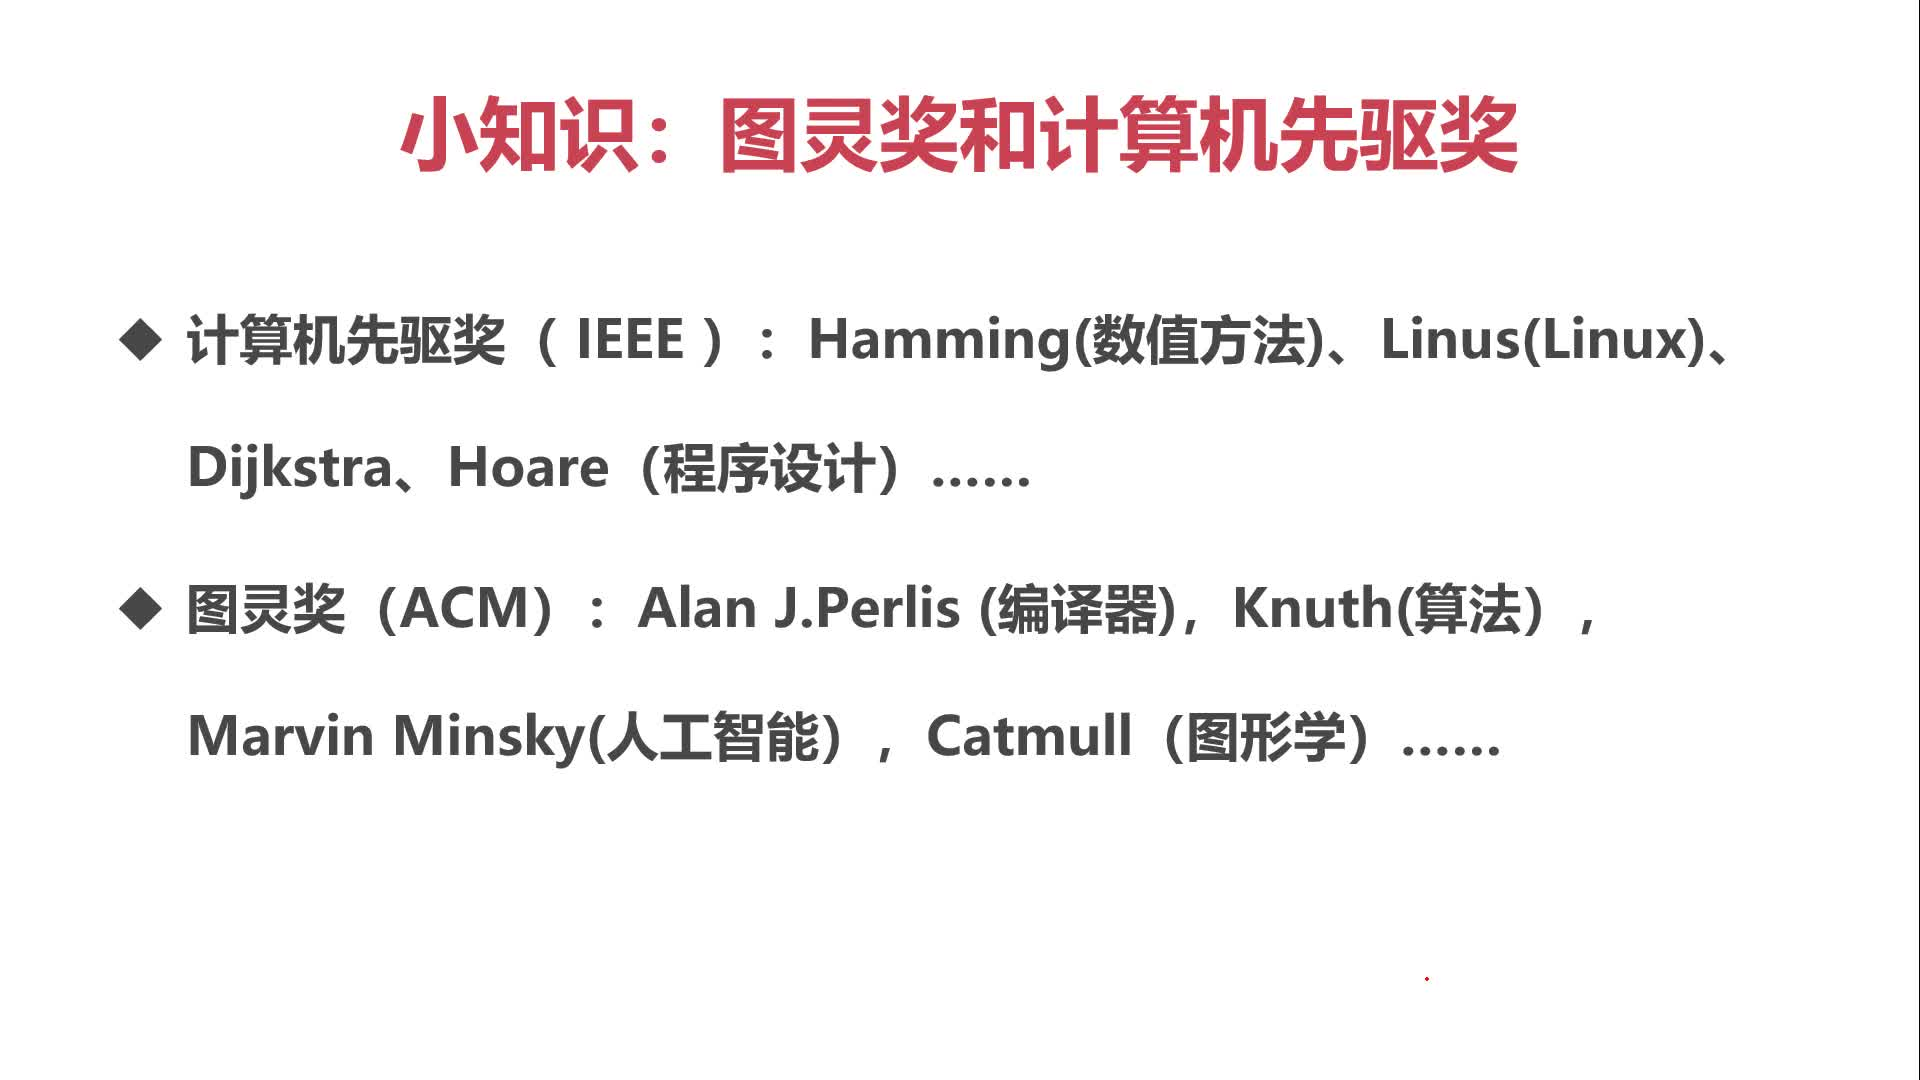 小知识：图灵奖和计算机先驱奖
◆ 计算机先驱奖（ IEEE ）：Hamming(数值方法)、Linus(Linux)、
Dijkstra、Hoare（程序设计）……
◆ 图灵奖（ACM）：Alan J.Perlis (编译器)，Knuth(算法），
Marvin Minsky(人工智能），Catmull（图形学）……